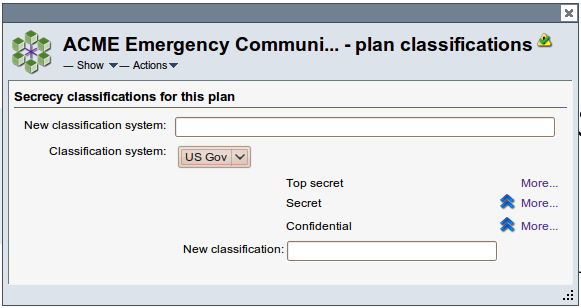 ACME Emergency Communi... - plan classifications
— Show — Actions
Secrecy classifications for this plan
New classification system:
Classification system: US Gov
Top secret More...
Secret More...
Confidential More...
New classification: